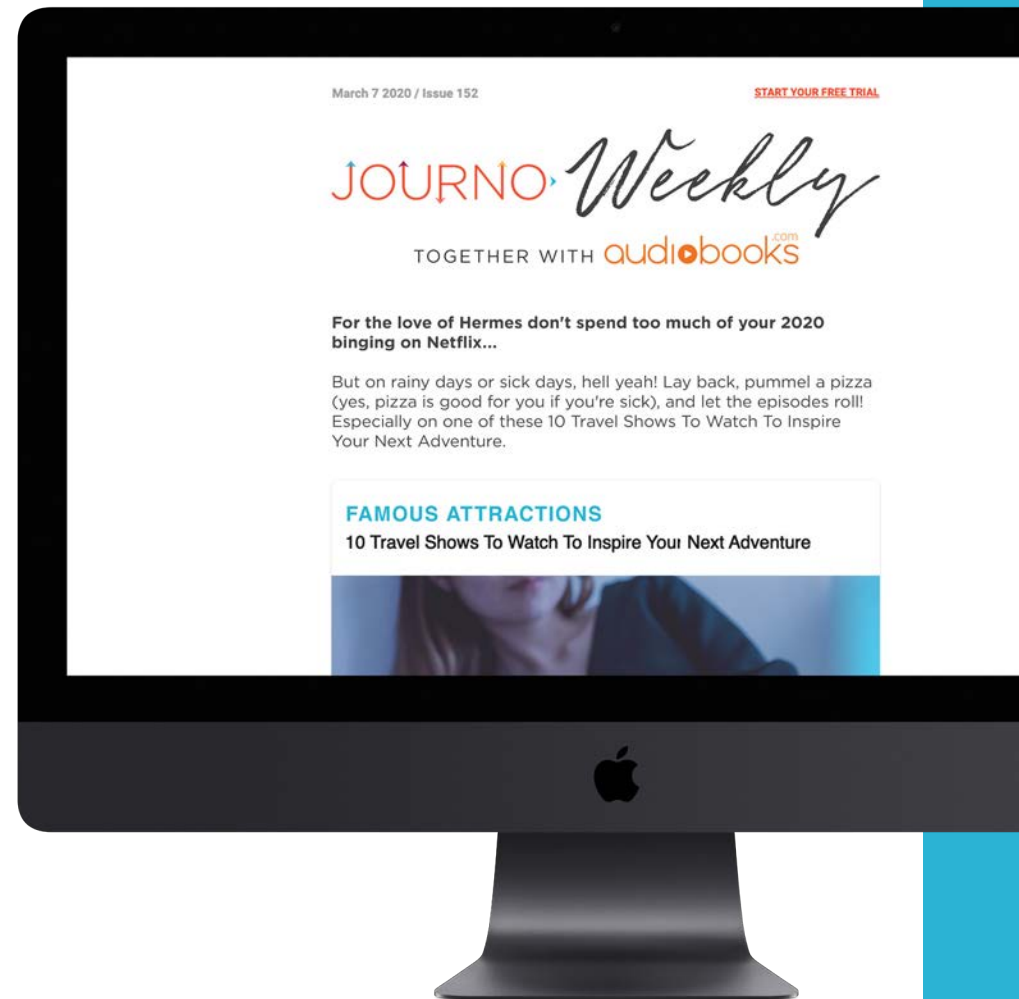 March 7 2020 / Issue 152
START YOUR FREE TRIAL
JOURNO Weekly
TOGETHER WITH audiobooks.com
For the love of Hermes don't spend too much of your 2020
binging on Netflix...
But on rainy days or sick days, hell yeah! Lay back, pummel a pizza
(yes, pizza is good for you if you're sick), and let the episodes roll!
Especially on one of these 10 Travel Shows To Watch To Inspire
Your Next Adventure.
FAMOUS ATTRACTIONS
10 Travel Shows To Watch To Inspire Your Next Adventure